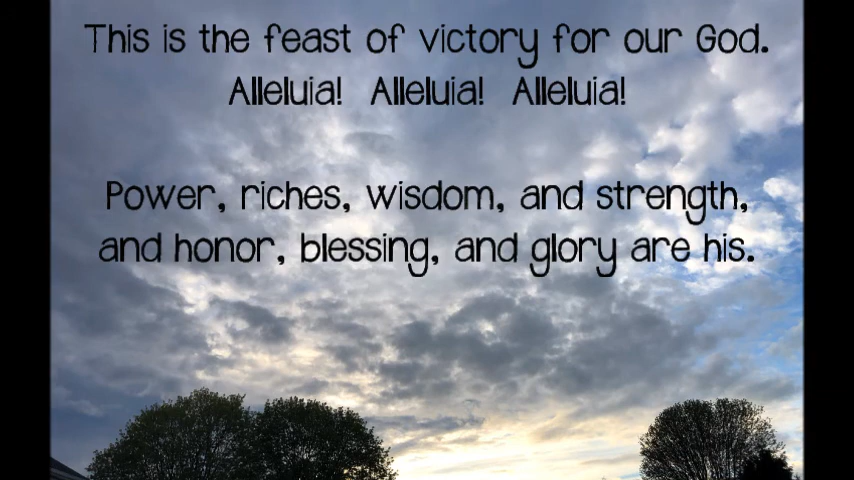 This is the feast of victory for our God.
Alleluia! Alleluia! Alleluia!
Power, riches, wisdom, and strength,
and honor, blessing, and glory are his.